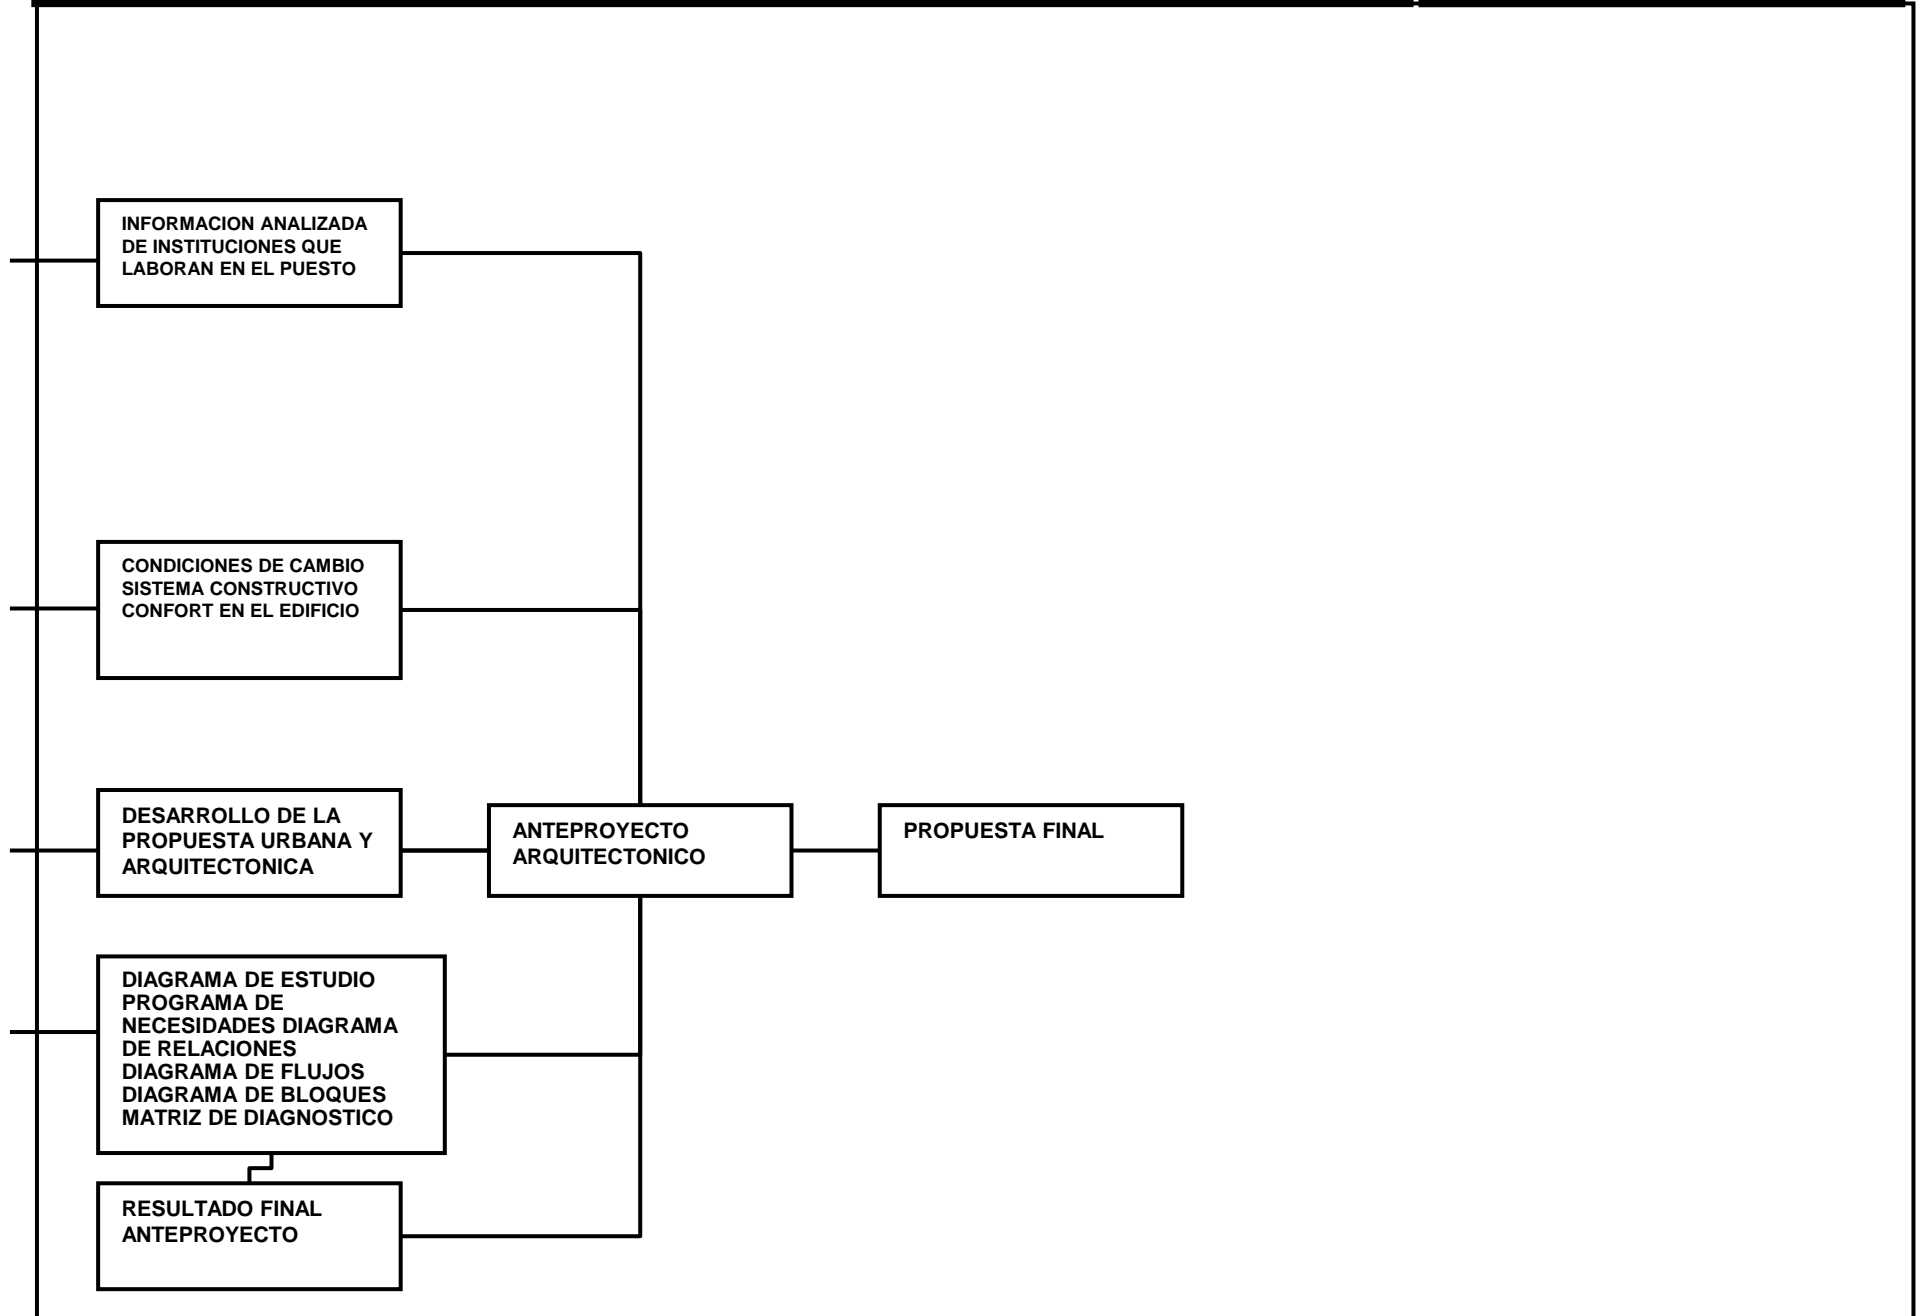 INFORMACION ANALIZADA
DE INSTITUCIONES QUE
LABORAN EN EL PUESTO
CONDICIONES DE CAMBIO
SISTEMA CONSTRUCTIVO
CONFORT EN EL EDIFICIO
DESARROLLO DE LA
PROPUESTA URBANA Y
ARQUITECTONICA
ANTEPROYECTO
ARQUITECTONICO
PROPUESTA FINAL
DIAGRAMA DE ESTUDIO
PROGRAMA DE
NECESIDADES DIAGRAMA
DE RELACIONES
DIAGRAMA DE FLUJOS
DIAGRAMA DE BLOQUES
MATRIZ DE DIAGNOSTICO
RESULTADO FINAL
ANTEPROYECTO